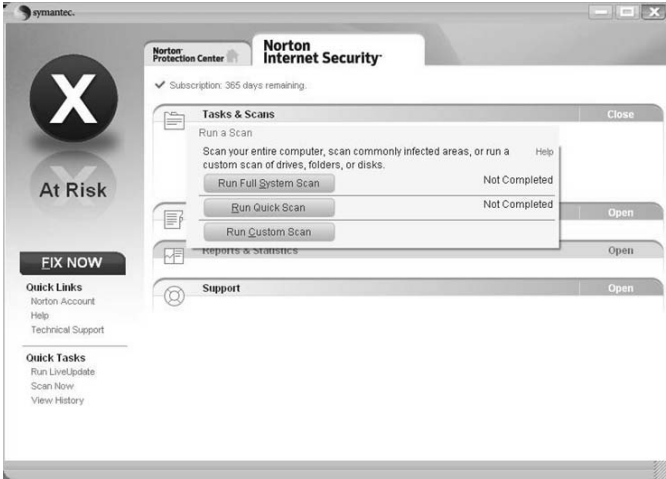 symantec.
Norton
Protection Center
Norton
Internet Security
Subscription: 365 days remaining.
X
At Risk
FIX NOW
Quick Links
Norton Account
Help
Technical Support
Quick Tasks
Run LiveUpdate
Scan Now
View History
Tasks & Scans
Close
Run a Scan
Scan your entire computer, scan commonly infected areas, or run a
custom scan of drives, folders, or disks.
Help
Run Full System Scan
Not Completed
Run Quick Scan
Not Completed
Run Custom Scan
Open
Reports & Statistics
Open
Support
Open